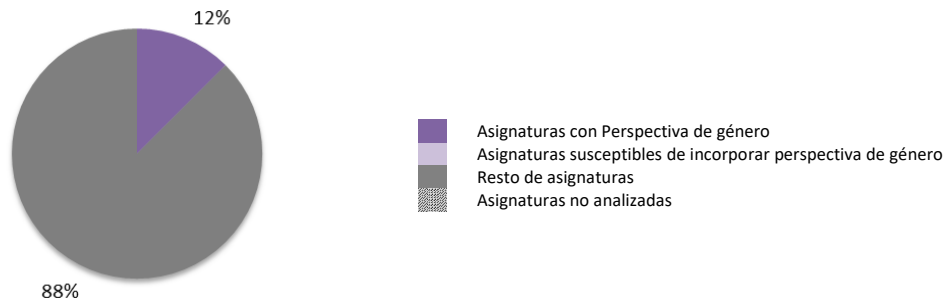 12%
Asignaturas con Perspectiva de género
Asignaturas susceptibles de incorporar perspectiva de género
Resto de asignaturas
Asignaturas no analizadas
88%